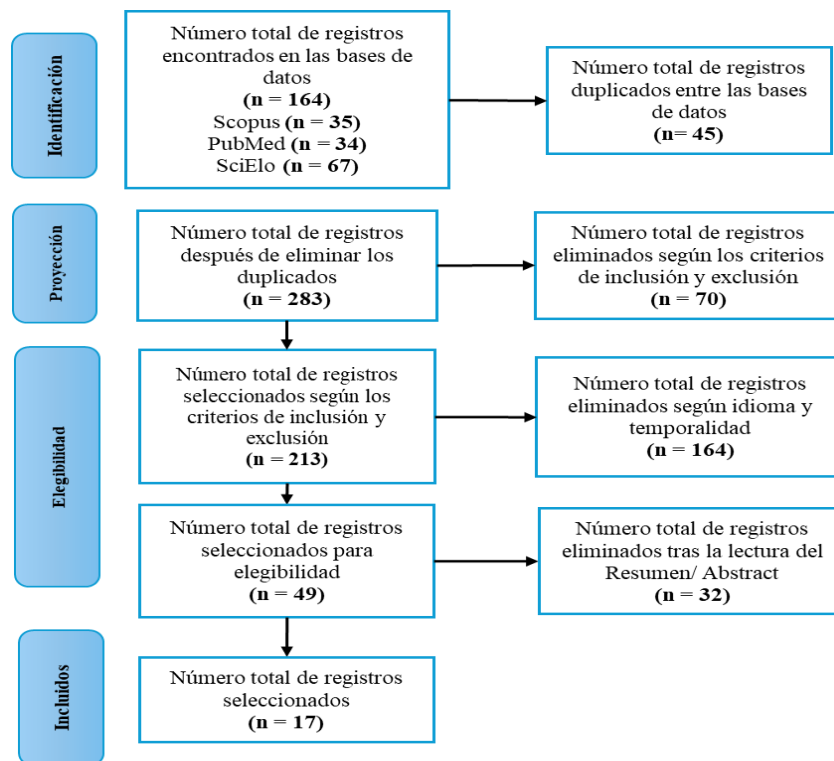 Identificación
Número total de registros
encontrados en las bases de
datos
(n = 164)
Scopus (n = 35)
PubMed (n = 34)
SciElo (n = 67)
Número total de registros
duplicados entre las bases
de datos
(n= 45)
Proyección
Número total de registros
después de eliminar los
duplicados
(n = 283)
Número total de registros
eliminados según los criterios
de inclusión y exclusión
(n = 70)
Elegibilidad
Número total de registros
seleccionados según los
criterios de inclusión y
exclusión
(n = 213)
Número total de registros
eliminados según idioma y
temporalidad
(n = 164)
Número total de registros
seleccionados para
elegibilidad
(n = 49)
Número total de registros
eliminados tras la lectura del
Resumen/ Abstract
(n = 32)
Incluidos
Número total de registros
seleccionados
(n = 17)